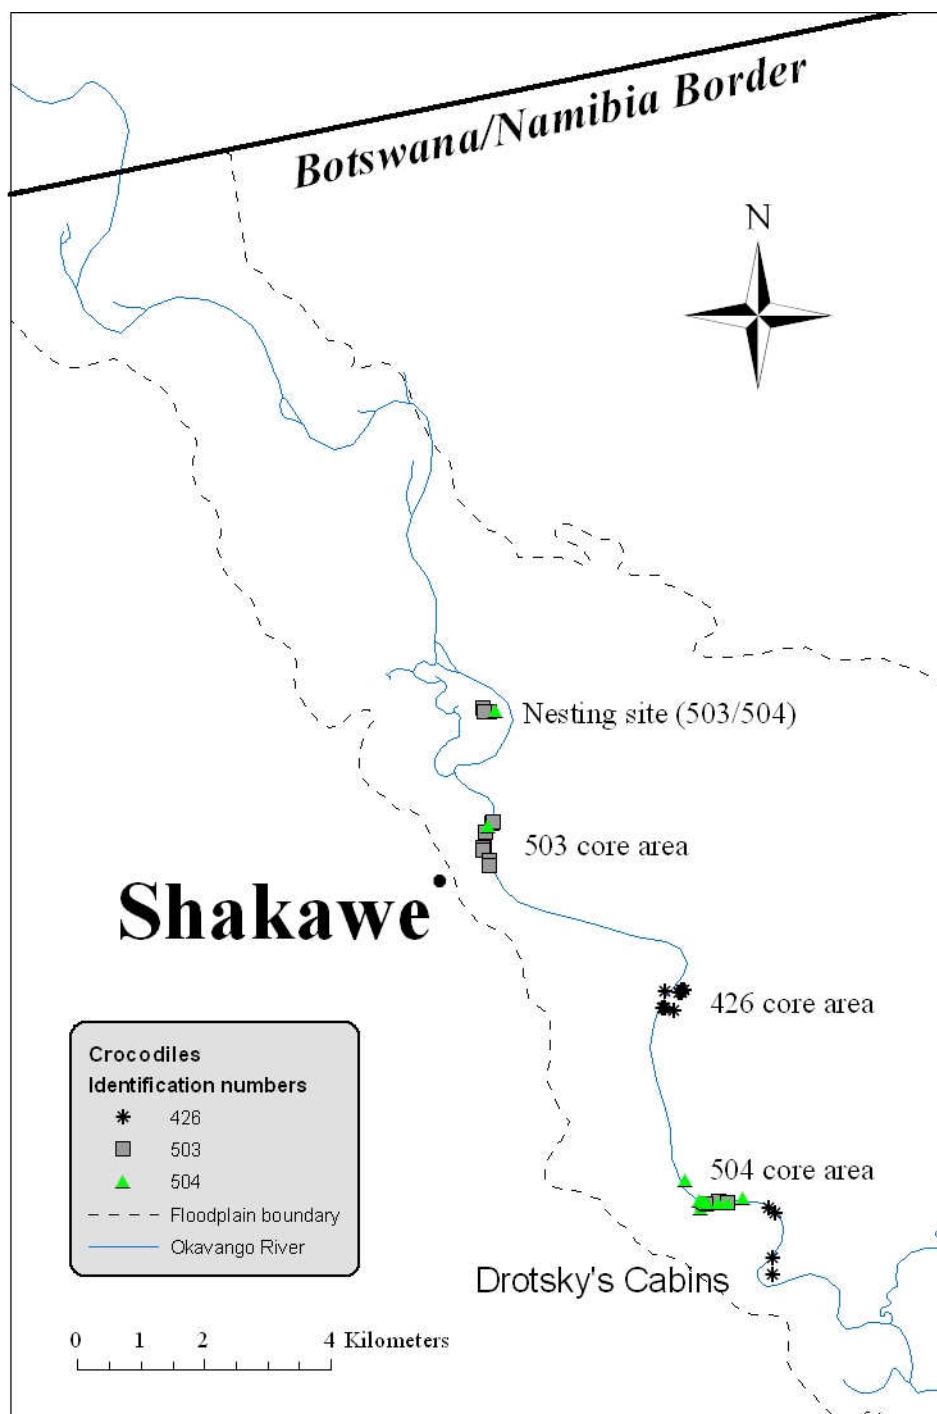 Botswana/Namibia Border
N
Nesting site (503/504)
503 core area
Shakawe
426 core area
504 core area
Drotsky's Cabins
Crocodiles
Identification numbers
426
503
504
Floodplain boundary
Okavango River
0 1 2 4 Kilometers